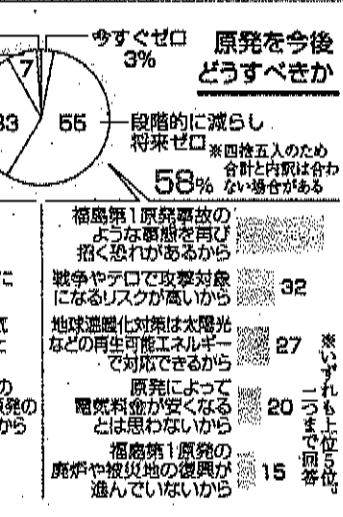 原発を今後
どうすべきか
今すぐゼロ
3%
7
33
55
段階的に減らし
将来ゼロ
58%
※四捨五入のため
合計と内訳は合わ
ない場合がある
福島第1原発事故の
ような事態を再び
招く恐れがあるから
戦争やテロで攻撃対象
になるリスクが高いから
32
地球温暖化対策は太陽光
などの再生可能エネルギー
で対応できるから
27
原発によって
電気料金が安くなる
とは思わないから
20
福島第1原発の
廃炉や被災地の復興が
進んでいないから
15
※いずれも上位5位。
二つまで回答
に
と
の
原発の
から